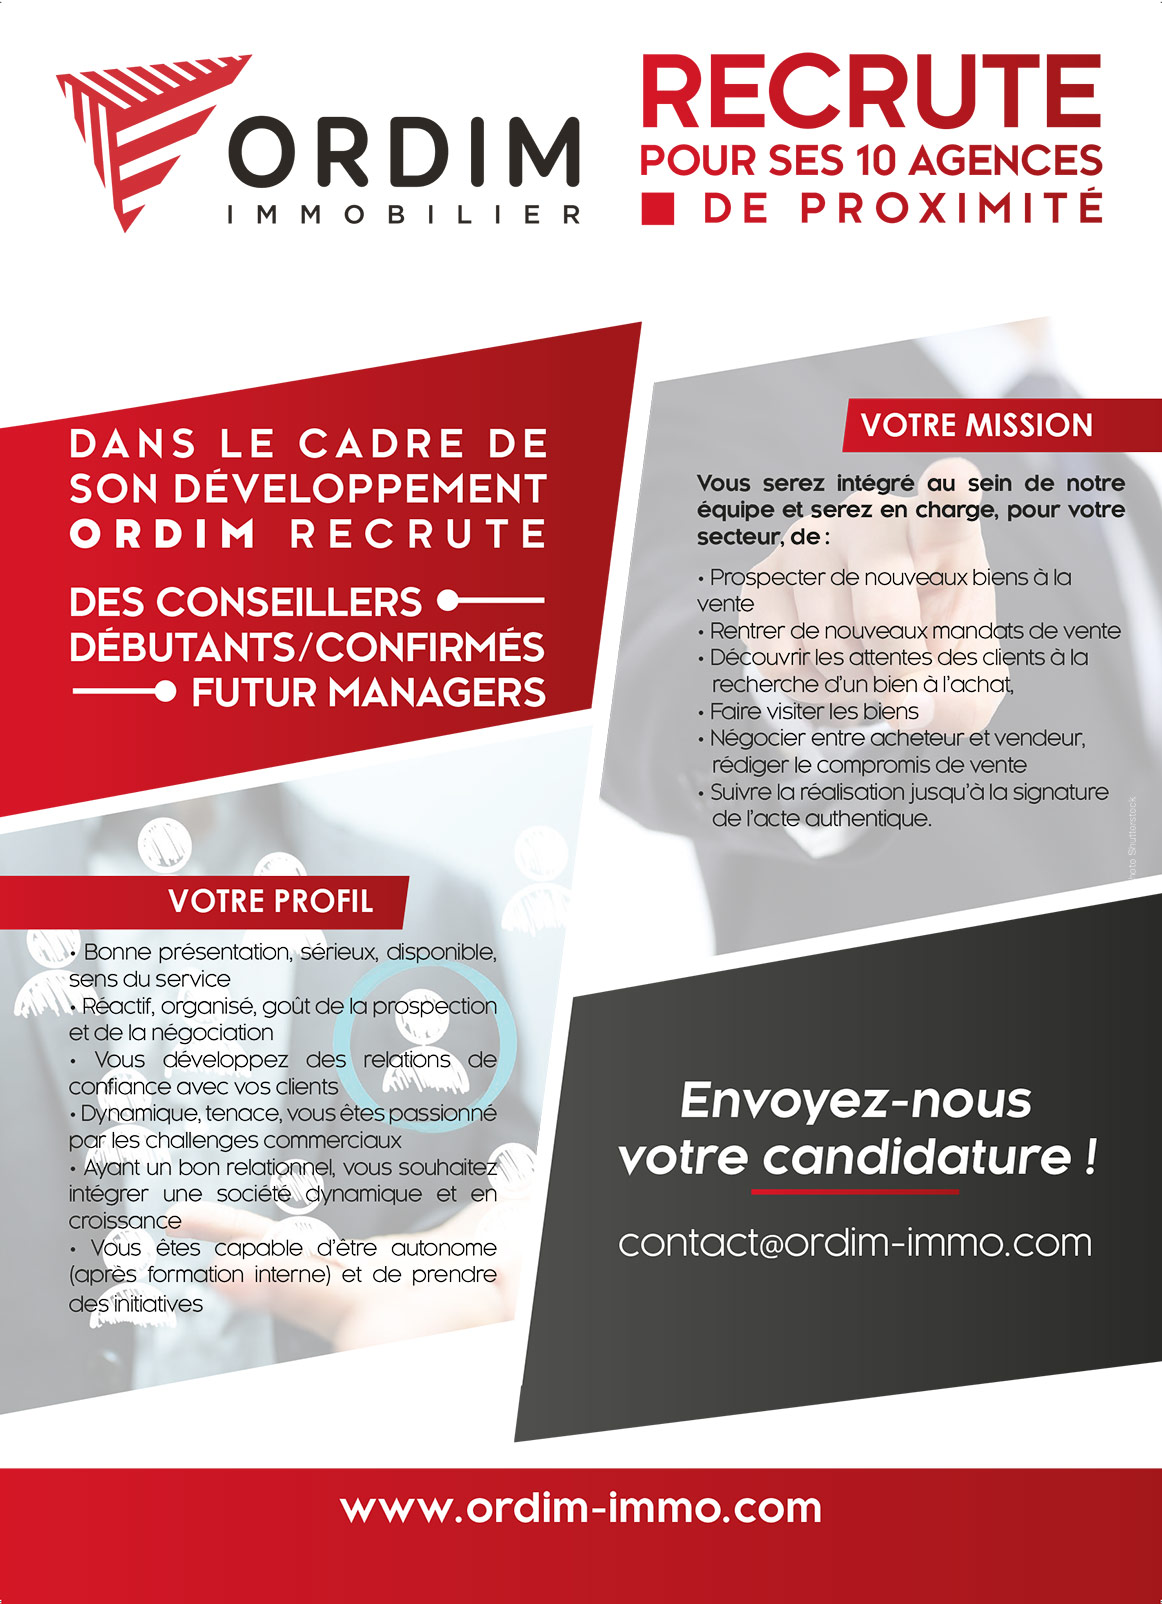 ORDIM
IMMOBILIER
RECRUTE
POUR SES 10 AGENCES
DE PROXIMITÉ
DANS LE CADRE DE
SON DÉVELOPPEMENT
ORDIM RECRUTE
DES CONSEILLERS
DÉBUTANTS/CONFIRMÉS
FUTUR MANAGERS
VOTRE MISSION
Vous serez intégré au sein de notre
équipe et serez en charge, pour votre
secteur, de :
• Prospecter de nouveaux biens à la
vente
• Rentrer de nouveaux mandats de vente
• Découvrir les attentes des clients à la
recherche d'un bien à l'achat,
• Faire visiter les biens
• Négocier entre acheteur et vendeur,
rédiger le compromis de vente
• Suivre la réalisation jusqu'à la signature
de l'acte authentique.
Shutterstock
VOTRE PROFIL
• Bonne présentation, sérieux, disponible,
sens du service
• Réactif, organisé, goût de la prospection
et de la négociation
• Vous développez des relations de
confiance avec vos clients
• Dynamique, tenace, vous êtes passionné
par les challenges commerciaux
• Ayant un bon relationnel, vous souhaitez
intégrer une société dynamique et en
croissance
• Vous êtes capable d'être autonome
(après formation interne) et de prendre
des initiatives
Envoyez-nous
votre candidature !
contact@ordim-immo.com
www.ordim-immo.com